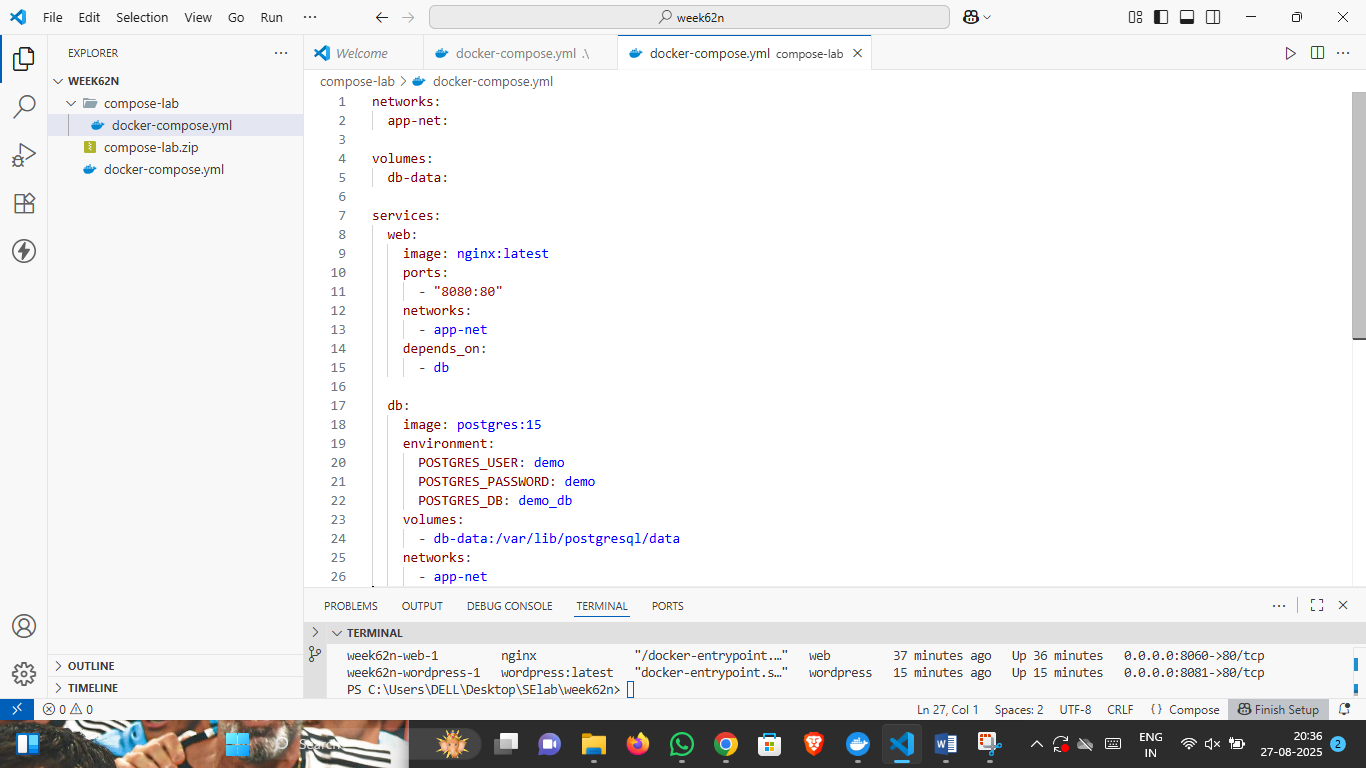 File Edit Selection View Go Run ···
week62n
EXPLORER ···
WEEK62N
compose-lab
docker-compose.yml
compose-lab.zip
docker-compose.yml
OUTLINE
TIMELINE
Welcome
docker-compose.yml .\
docker-compose.yml compose-lab
compose-lab > docker-compose.yml
1 networks:
2 app-net:
3
4 volumes:
5 db-data:
6
7 services:
8 web:
9 image: nginx:latest
10 ports:
11 - "8080:80"
12 networks:
13 - app-net
14 depends_on:
15 - db
16
17 db:
18 image: postgres:15
19 environment:
20 POSTGRES_USER: demo
21 POSTGRES_PASSWORD: demo
22 POSTGRES_DB: demo_db
23 volumes:
24 - db-data:/var/lib/postgresql/data
25 networks:
26 - app-net
PROBLEMS OUTPUT DEBUG CONSOLE TERMINAL PORTS
TERMINAL
week62n-web-1 nginx "/docker-entrypoint.…" web 37 minutes ago Up 36 minutes 0.0.0.0:8060->80/tcp
week62n-wordpress-1 wordpress:latest "docker-entrypoint.s…" wordpress 15 minutes ago Up 15 minutes 0.0.0.0:8081->80/tcp
PS C:\Users\DELL\Desktop\SElab\week62n>
0 0
Ln 27, Col 1 Spaces: 2 UTF-8 CRLF {} Compose Finish Setup
Search
ENG
IN
20:36
27-08-2025
2